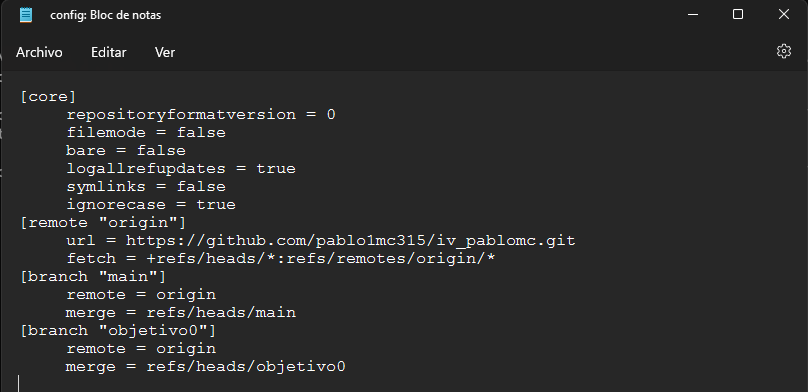 config: Bloc de notas
Archivo Editar Ver
[core]
repositoryformatversion = 0
filemode = false
bare = false
logallrefupdates = true
symlinks = false
ignorecase = true
[remote "origin"]
url = https://github.com/pablo1mc315/iv_pablomc.git
fetch = +refs/heads/*:refs/remotes/origin/*
[branch "main"]
remote = origin
merge = refs/heads/main
[branch "objetivo0"]
remote = origin
merge = refs/heads/objetivo0